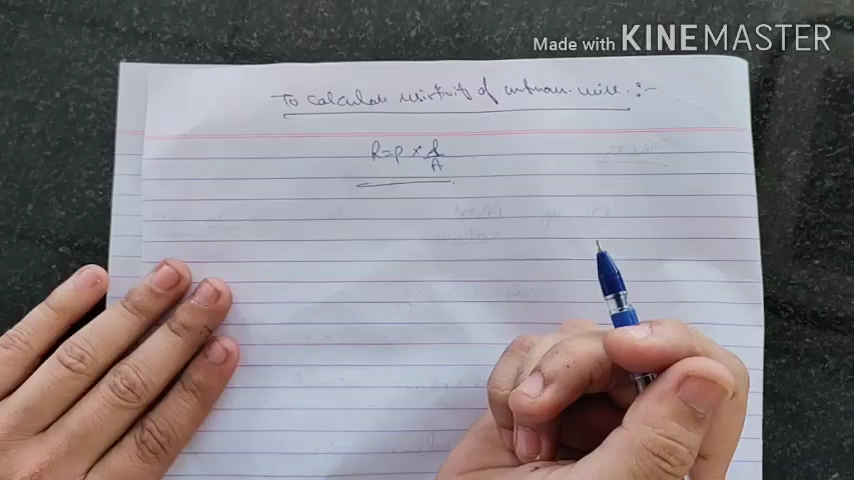 Made with KINEMASTER
To calculate resistivity of unknown wire :-
R = ρ × l/A